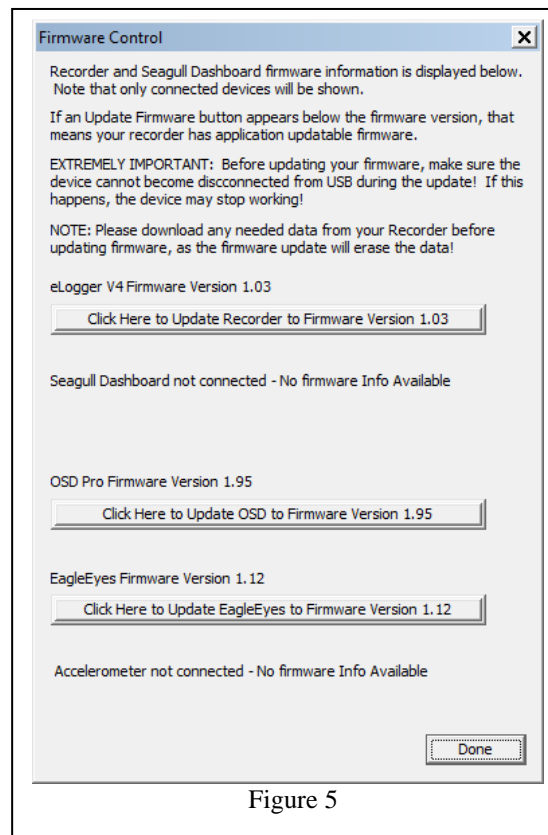 Firmware Control
Recorder and Seagull Dashboard firmware information is displayed below.
Note that only connected devices will be shown.
If an Update Firmware button appears below the firmware version, that
means your recorder has application updatable firmware.
EXTREMELY IMPORTANT: Before updating your firmware, make sure the
device cannot become discconnected from USB during the update! If this
happens, the device may stop working!
NOTE: Please download any needed data from your Recorder before
updating firmware, as the firmware update will erase the data!
eLogger V4 Firmware Version 1.03
Click Here to Update Recorder to Firmware Version 1.03
Seagull Dashboard not connected - No firmware Info Available
OSD Pro Firmware Version 1.95
Click Here to Update OSD to Firmware Version 1.95
EagleEyes Firmware Version 1.12
Click Here to Update EagleEyes to Firmware Version 1.12
Accelerometer not connected - No firmware Info Available
Done
Figure 5